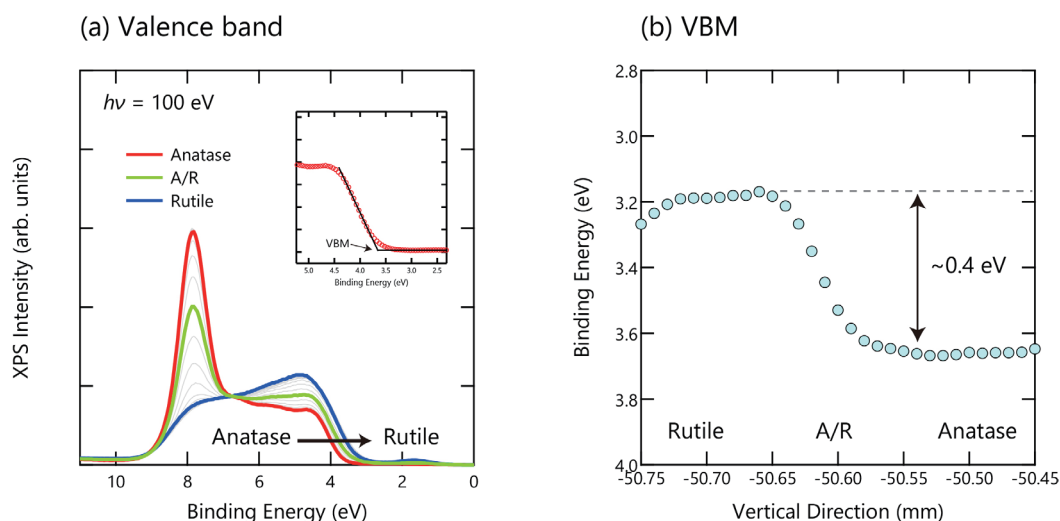 (a) Valence band
hν = 100 eV
Anatase
A/R
Rutile
VBM
5.0 4.5 4.0 3.5 3.0 2.5
Binding Energy (eV)
Anatase Rutile
10 8 6 4 2 0
Binding Energy (eV)
XPS Intensity (arb. units)
(b) VBM
2.8
3.0
3.2
3.4
3.6
3.8
4.0
~0.4 eV
Rutile A/R Anatase
-50.75 -50.70 -50.65 -50.60 -50.55 -50.50 -50.45
Vertical Direction (mm)
Binding Energy (eV)